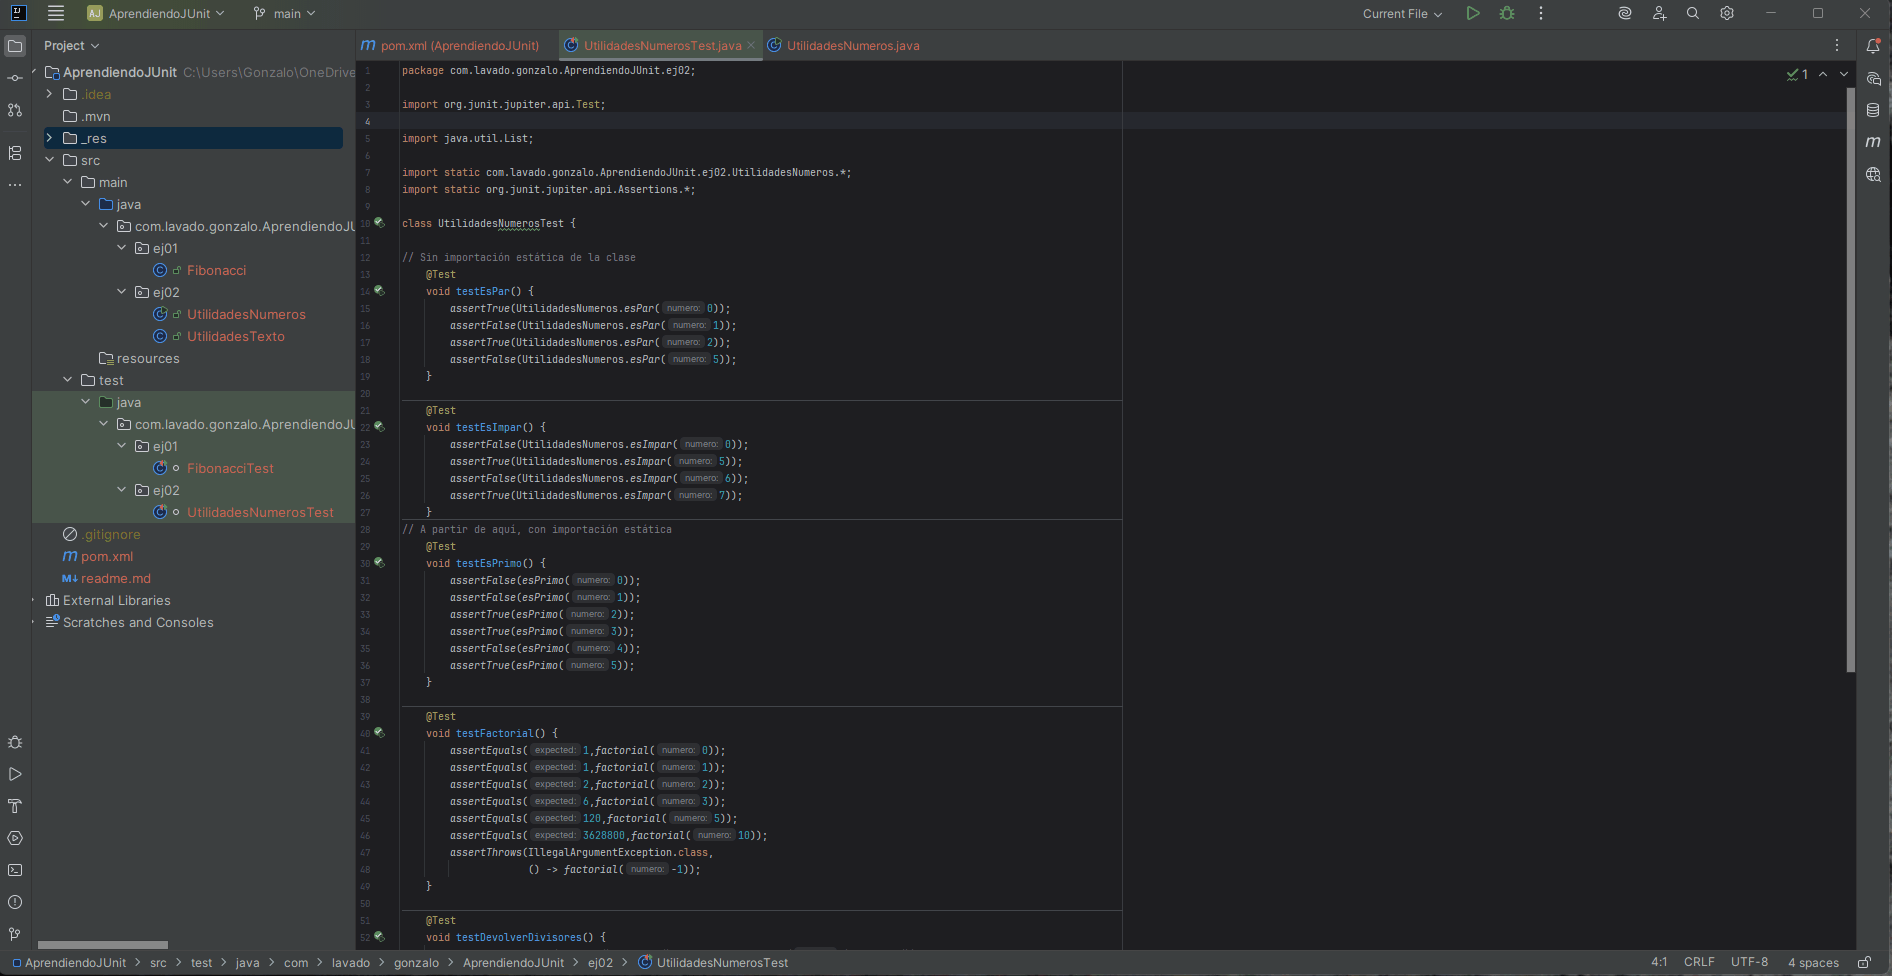 AJ AprendiendoJUnit main Current File
Project
pom.xml (AprendiendoJUnit) UtilidadesNumerosTest.java UtilidadesNumeros.java
AprendiendoJUnit C:\Users\Gonzalo\OneDrive
.idea
.mvn
_res
src
main
java
com.lavado.gonzalo.AprendiendoJU
ej01
Fibonacci
ej02
UtilidadesNumeros
UtilidadesTexto
resources
test
java
com.lavado.gonzalo.AprendiendoJU
ej01
FibonacciTest
ej02
UtilidadesNumerosTest
.gitignore
pom.xml
readme.md
External Libraries
Scratches and Consoles
1
1 package com.lavado.gonzalo.AprendiendoJUnit.ej02;
2
3 import org.junit.jupiter.api.Test;
4
5 import java.util.List;
6
7 import static com.lavado.gonzalo.AprendiendoJUnit.ej02.UtilidadesNumeros.*;
8 import static org.junit.jupiter.api.Assertions.*;
9
10 class UtilidadesNumerosTest {
11
12 // Sin importación estática de la clase
13 @Test
14 void testEsPar() {
15 assertTrue(UtilidadesNumeros.esPar( numero: 0));
16 assertFalse(UtilidadesNumeros.esPar( numero: 1));
17 assertTrue(UtilidadesNumeros.esPar( numero: 2));
18 assertFalse(UtilidadesNumeros.esPar( numero: 5));
19 }
20
21 @Test
22 void testEsImpar() {
23 assertFalse(UtilidadesNumeros.esImpar( numero: 0));
24 assertTrue(UtilidadesNumeros.esImpar( numero: 5));
25 assertFalse(UtilidadesNumeros.esImpar( numero: 6));
26 assertTrue(UtilidadesNumeros.esImpar( numero: 7));
27 }
28 // A partir de aquí, con importación estática
29 @Test
30 void testEsPrimo() {
31 assertFalse(esPrimo( numero: 0));
32 assertFalse(esPrimo( numero: 1));
33 assertTrue(esPrimo( numero: 2));
34 assertTrue(esPrimo( numero: 3));
35 assertFalse(esPrimo( numero: 4));
36 assertTrue(esPrimo( numero: 5));
37 }
38
39 @Test
40 void testFactorial() {
41 assertEquals( expected: 1,factorial( numero: 0));
42 assertEquals( expected: 1,factorial( numero: 1));
43 assertEquals( expected: 2,factorial( numero: 2));
44 assertEquals( expected: 6,factorial( numero: 3));
45 assertEquals( expected: 120,factorial( numero: 5));
46 assertEquals( expected: 3628800,factorial( numero: 10));
47 assertThrows(IllegalArgumentException.class,
48 () -> factorial( numero: -1));
49 }
50
51 @Test
52 void testDevolverDivisores() {
AprendiendoJUnit > src > test > java > com > lavado > gonzalo > AprendiendoJUnit > ej02 > UtilidadesNumerosTest 4:1 CRLF UTF-8 4 spaces